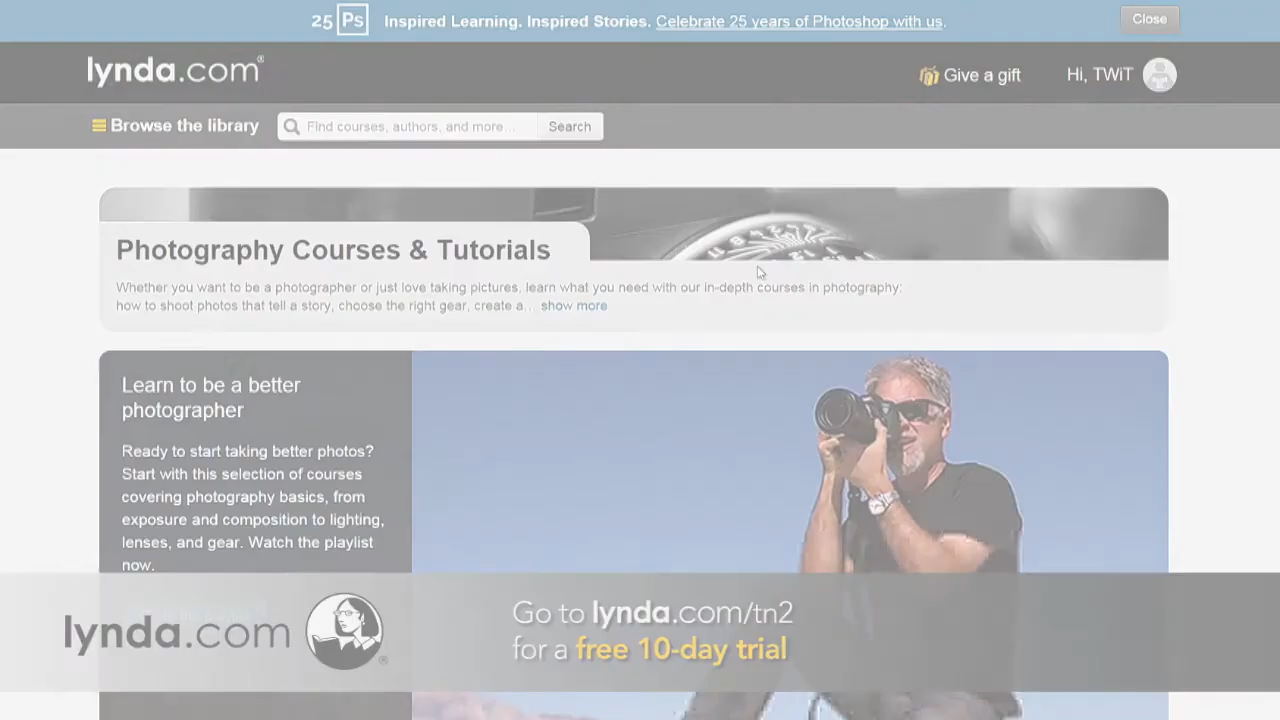 25 Ps Inspired Learning. Inspired Stories. Celebrate 25 years of Photoshop with us.
Close
lynda.com®
Give a gift
Hi, TWiT
Browse the library
Find courses, authors, and more...
Search
Photography Courses & Tutorials
Whether you want to be a photographer or just love taking pictures, learn what you need with our in-depth courses in photography:
how to shoot photos that tell a story, choose the right gear, create a... show more
Learn to be a better
photographer
Ready to start taking better photos?
Start with this selection of courses
covering photography basics, from
exposure and composition to lighting,
lenses, and gear. Watch the playlist
now.
lynda.com®
Go to lynda.com/tn2
for a free 10-day trial